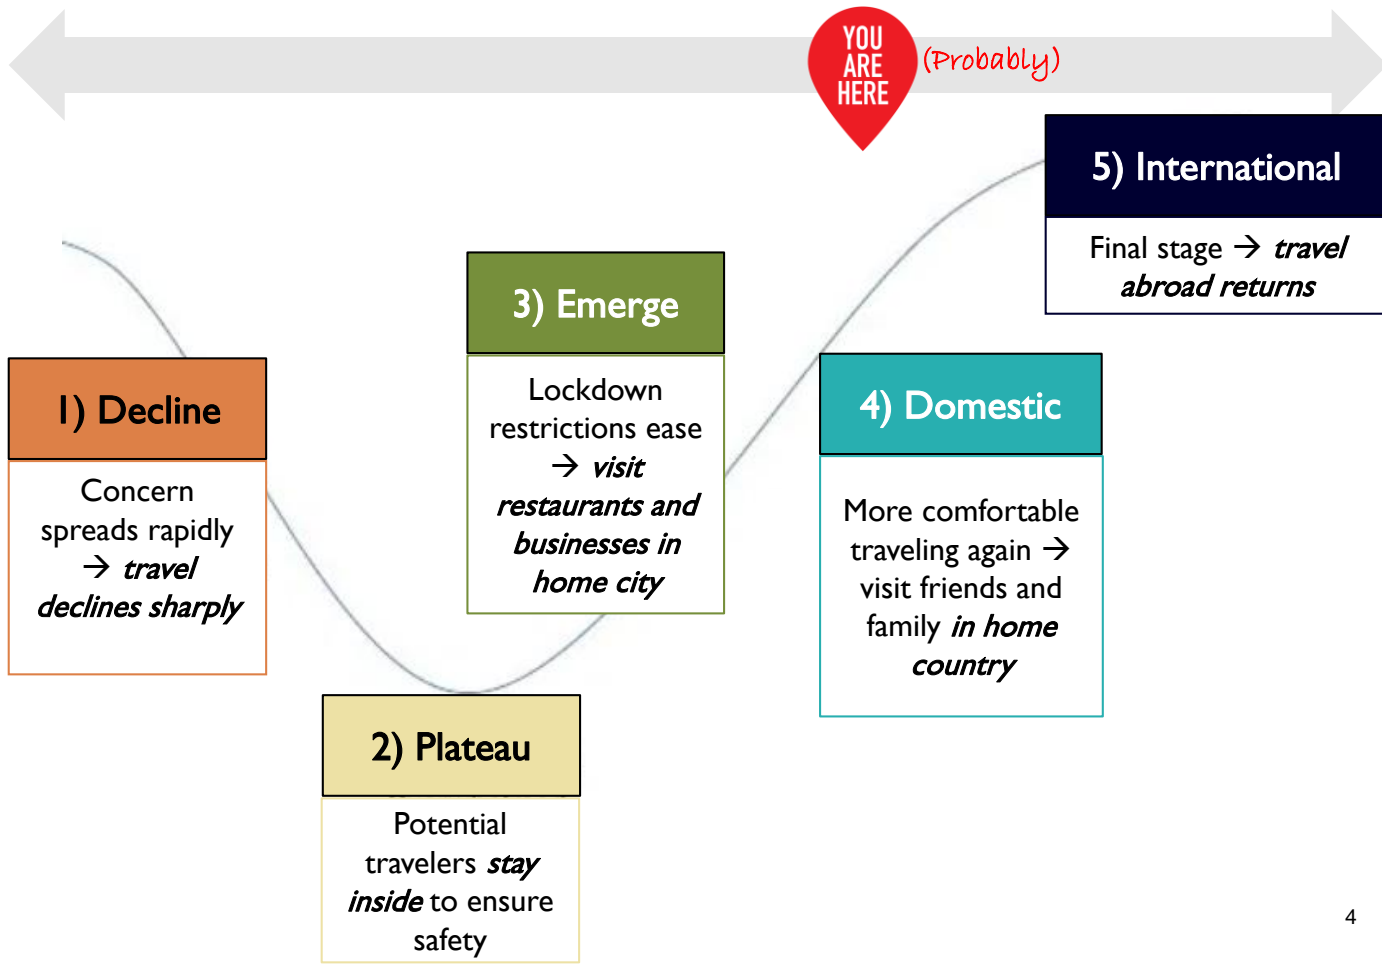 YOU
ARE
HERE
(Probably)
1) Decline
Concern
spreads rapidly
→ travel
declines sharply
2) Plateau
Potential
travelers stay
inside to ensure
safety
3) Emerge
Lockdown
restrictions ease
→ visit
restaurants and
businesses in
home city
4) Domestic
More comfortable
traveling again →
visit friends and
family in home
country
5) International
Final stage → travel
abroad returns
4